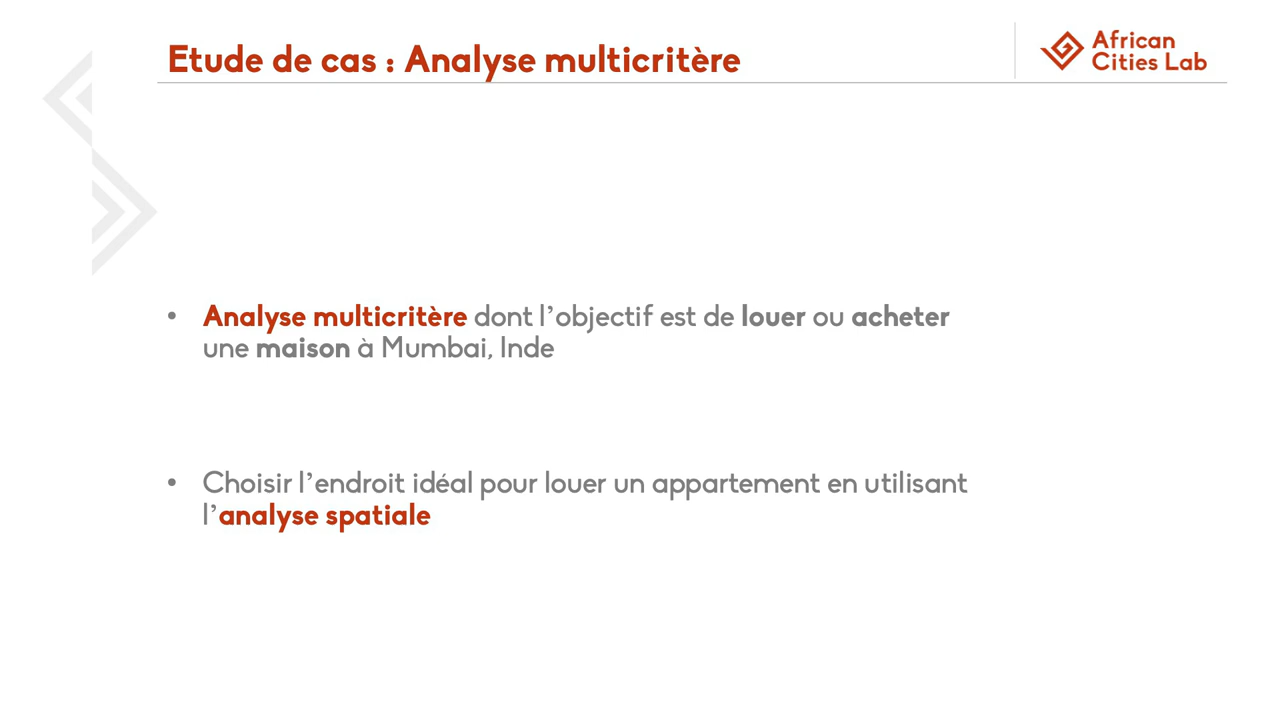 Etude de cas : Analyse multicritère
African
Cities Lab
• Analyse multicritère dont l’objectif est de louer ou acheter
une maison à Mumbai, Inde
• Choisir l’endroit idéal pour louer un appartement en utilisant
l’analyse spatiale